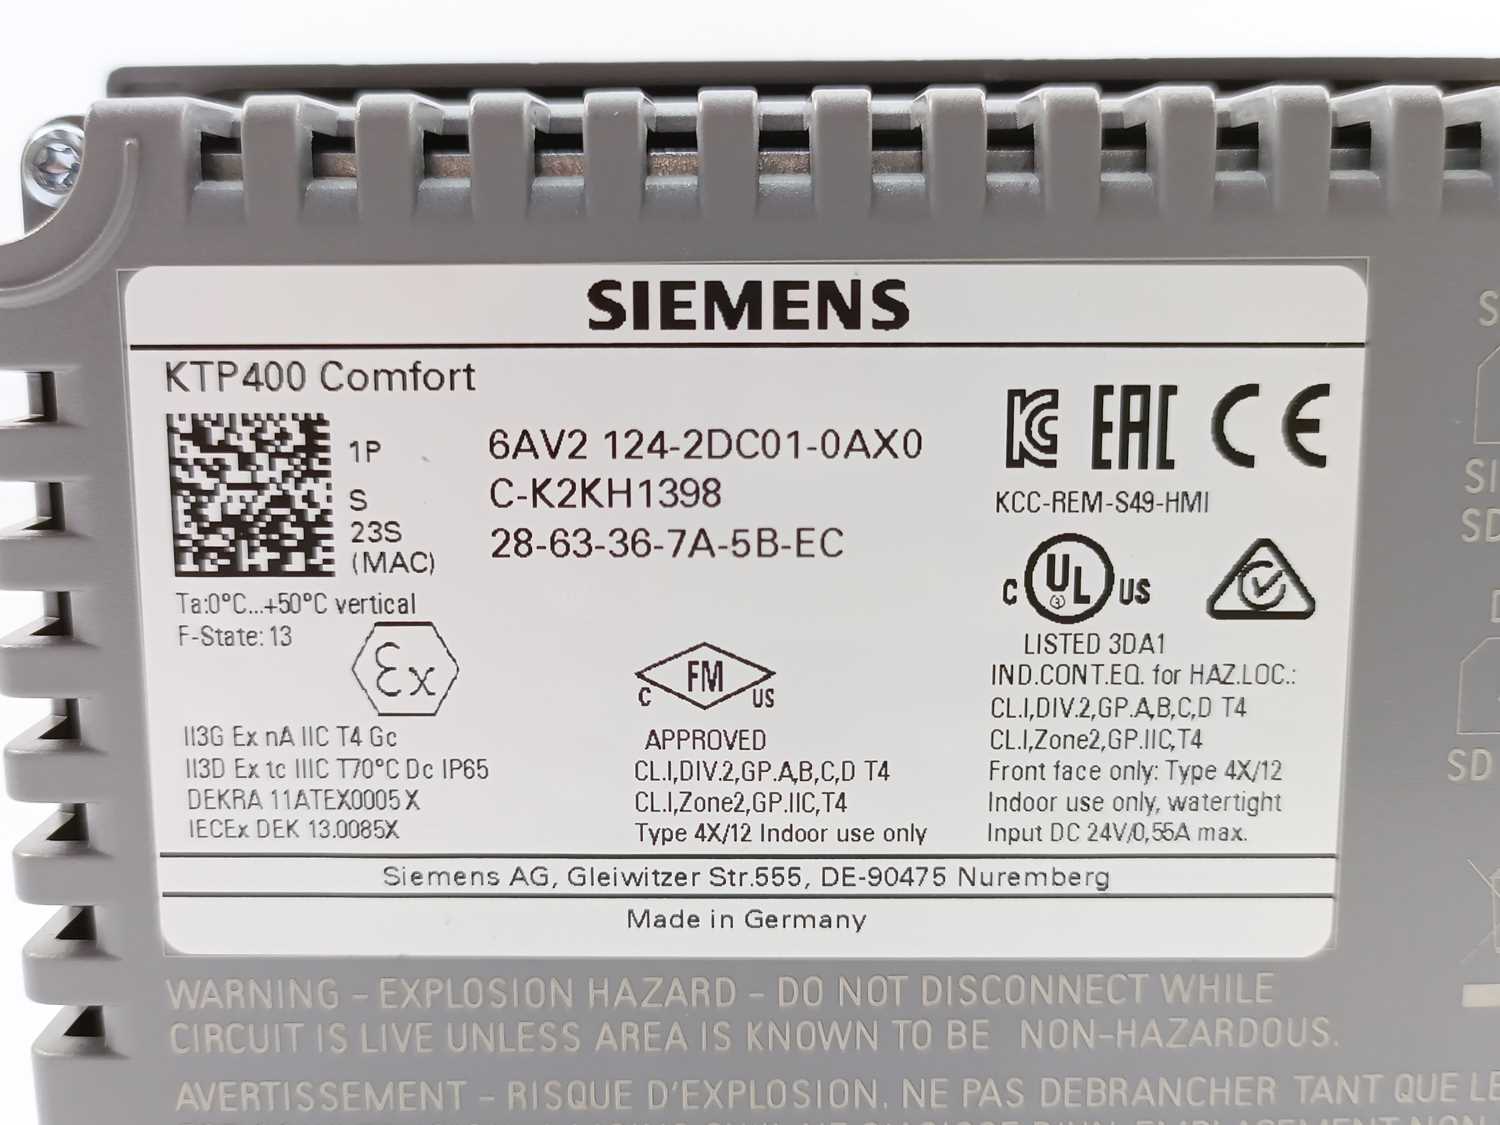 SIEMENS
KTP400 Comfort
1P 6AV2 124-2DC01-0AX0
S C-K2KH1398
23S 28-63-36-7A-5B-EC
(MAC)
Ta:0°C...+50°C vertical
F-State: 13
Ex
II3G Ex nA IIC T4 Gc
II3D Ex tc IIIC T70°C Dc IP65
DEKRA 11ATEX0005 X
IECEx DEK 13.0085X
C FM US
APPROVED
CL.I,DIV.2,GP.A,B,C,D T4
CL.I,Zone2,GP.IIC,T4
Type 4X/12 Indoor use only
EAC CE
KCC-REM-S49-HMI
C UL US
LISTED 3DA1
IND.CONT.EQ. for HAZ.LOC.:
CL.I,DIV.2,GP.A,B,C,D T4
CL.I,Zone2,GP.IIC,T4
Front face only: Type 4X/12
Indoor use only, watertight
Input DC 24V/0,55A max.
Siemens AG, Gleiwitzer Str.555, DE-90475 Nuremberg
Made in Germany
WARNING - EXPLOSION HAZARD - DO NOT DISCONNECT WHILE
CIRCUIT IS LIVE UNLESS AREA IS KNOWN TO BE NON-HAZARDOUS.
AVERTISSEMENT - RISQUE D'EXPLOSION. NE PAS DEBRANCHER TANT QUE LE
SD